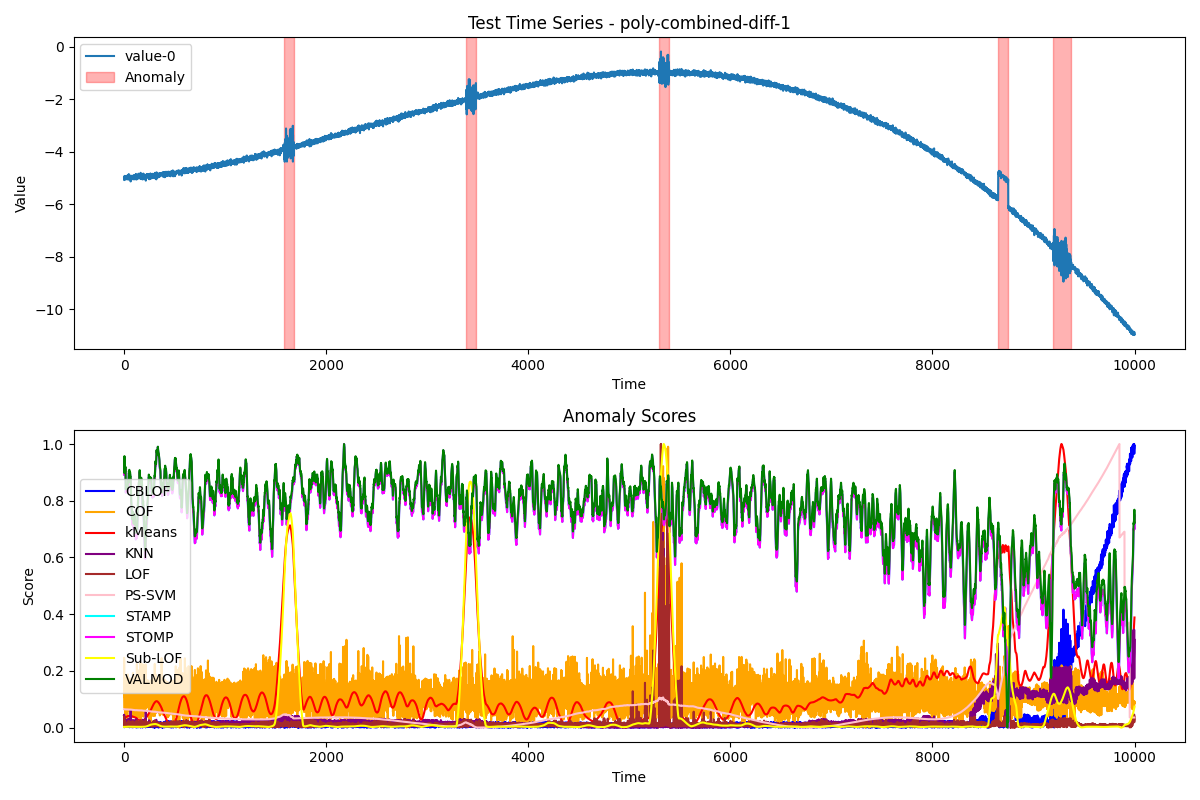 Test Time Series - poly-combined-diff-1
value-0
Anomaly
Value
0
−2
−4
−6
−8
−10
0 2000 4000 6000 8000 10000
Time
Anomaly Scores
CBLOF
COF
kMeans
KNN
LOF
PS-SVM
STAMP
STOMP
Sub-LOF
VALMOD
Score
1.0
0.8
0.6
0.4
0.2
0.0
0 2000 4000 6000 8000 10000
Time